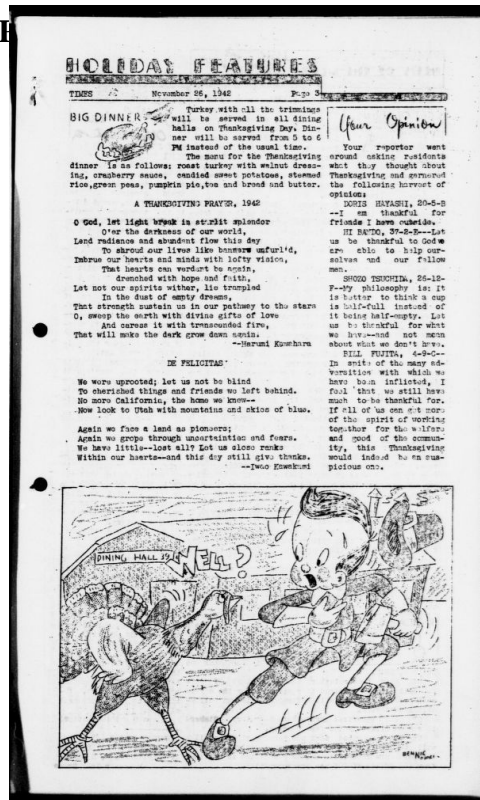 HOLIDAY FEATURES
TIMES November 26, 1942 Page 3
BIG DINNER
Turkey with all the trimmings
will be served in all dining
halls on Thanksgiving Day. Din-
ner will be served from 5 to 6
PM instead of the usual time.
The menu for the Thanksgiving
dinner is as follows: roast turkey with walnut dress-
ing, cranberry sauce, candied sweet potatoes, steamed
rice, green peas, pumpkin pie, tea and bread and butter.
A THANKSGIVING PRAYER, 1942
O God, let light break in starlit splendor
O'er the darkness of our world,
Lend radiance and abundant flow this day
To shroud our lives like banners unfurl'd,
Imbrue our hearts and minds with lofty vision,
That hearts can verdant be again,
drenched with hope and faith,
Let not our spirits wither, lie trampled
In the dust of empty dreams,
That strength sustain us in our pathway to the stars
O, sweep the earth with divine gifts of love
And caress it with transcended fire,
That will make the dark grow dawn again.
--Harumi Kawahara
DE FELICITAS
We were uprooted; let us not be blind
To cherished things and friends we left behind.
No more California, the home we knew--
Now look to Utah with mountains and skies of blue.
Again we face a land as pioneers;
Again we grope through uncertainties and fears.
We have little--lost all? Let us close ranks
Within our hearts--and this day still give thanks.
--Iwao Kawakami
Your Opinion
Your reporter went
around asking residents
what they thought about
Thanksgiving and garnered
the following harvest of
opinion:
DORIS HAYASHI, 20-5-B
--I am thankful for
friends I have outside.
HI BANDO, 37-2-E---Let
us be thankful to God we
are able to help our-
selves and our fellow
men.
SHOZO TSUCHIDA, 26-12-
F--My philosophy is: It
is better to think a cup
is half-full instead of
it being half-empty. Let
us be thankful for what
we have--and not moan
about what we don't have.
BILL FUJITA, 4-9-C--
In spite of the many ad-
versities with which we
have been inflicted, I
feel that we still have
much to be thankful for.
If all of us can get more
of the spirit of working
together for the welfare
and good of the commun-
ity, this Thanksgiving
would indeed be an aus-
picious one.
DINING HALL
WELL?
BENNIE